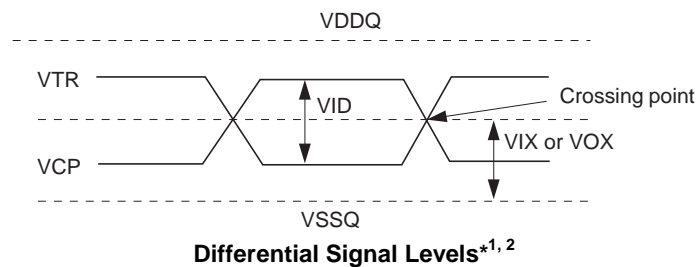 VDDQ
VTR
VID
Crossing point
VIX or VOX
VCP
VSSQ
Differential Signal Levels*1, 2